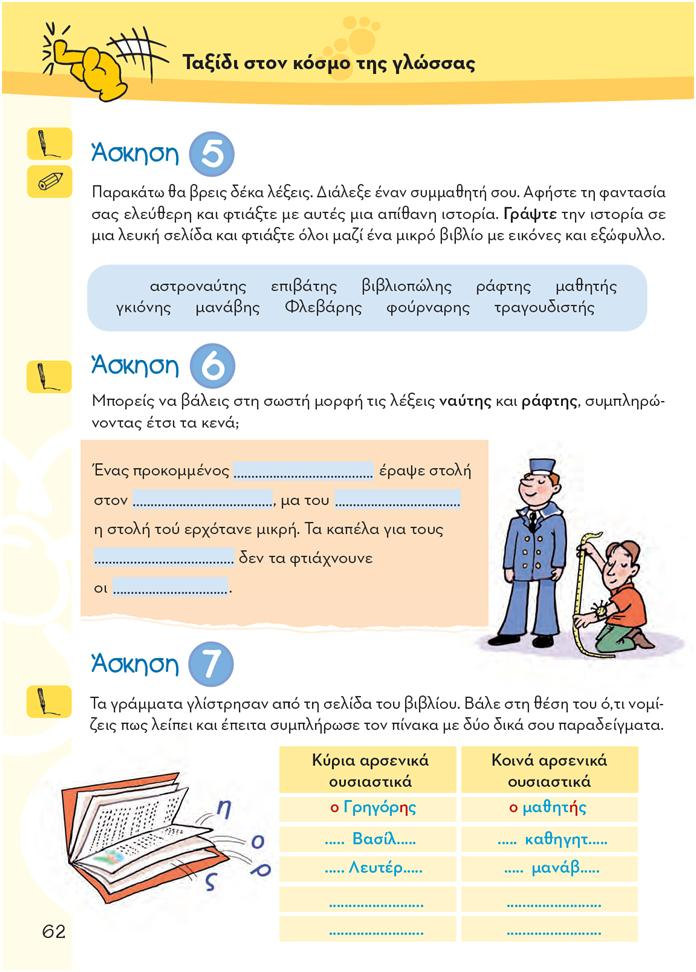 Ταξίδι στον κόσμο της γλώσσας
Άσκηση 5
Παρακάτω θα βρεις δέκα λέξεις. Διάλεξε έναν συμμαθητή σου. Αφήστε τη φαντασία
σας ελεύθερη και φτιάξτε με αυτές μια απίθανη ιστορία. Γράψτε την ιστορία σε
μια λευκή σελίδα και φτιάξτε όλοι μαζί ένα μικρό βιβλίο με εικόνες και εξώφυλλο.
αστροναύτης επιβάτης βιβλιοπώλης ράφτης μαθητής
γκιόνης μανάβης Φλεβάρης φούρναρης τραγουδιστής
Άσκηση 6
Μπορείς να βάλεις στη σωστή μορφή τις λέξεις ναύτης και ράφτης, συμπληρώ-
νοντας έτσι τα κενά;
Ένας προκομμένος ................................... έραψε στολή
στον ..................................., μα του ...............................
η στολή τού ερχότανε μικρή. Τα καπέλα για τους
................................... δεν τα φτιάχνουνε
οι ............................. .
Άσκηση 7
Τα γράμματα γλίστρησαν από τη σελίδα του βιβλίου. Βάλε στη θέση του ό,τι νομί-
ζεις πως λείπει και έπειτα συμπλήρωσε τον πίνακα με δύο δικά σου παραδείγματα.
Κύρια αρσενικά ουσιαστικά
Κοινά αρσενικά ουσιαστικά
ο Γρηγόρης ο μαθητής
..... Βασίλ..... ..... καθηγητ.....
..... Λευτέρ..... ..... μανάβ.....
........................ ........................
........................ ........................
η
ο
ρ
ς
62